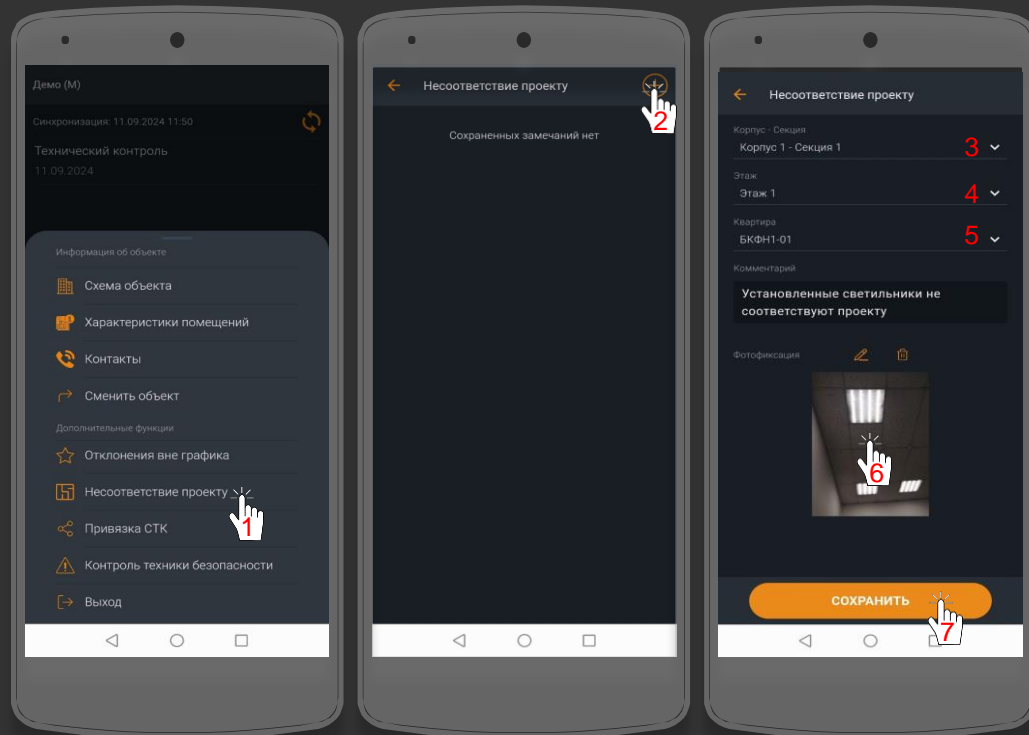 Демо (М)
Синхронизация: 11.09.2024 11:50
Технический контроль
11.09.2024
Информация об объекте
Схема объекта
Характеристики помещений
Контакты
Сменить объект
Дополнительные функции
Отклонения вне графика
Несоответствие проекту
1
Привязка СТК
Контроль техники безопасности
Выход
Несоответствие проекту
2
Сохраненных замечаний нет
Несоответствие проекту
Корпус - Секция
Корпус 1 - Секция 1
3
Этаж
Этаж 1
4
Квартира
БКФН1-01
5
Комментарий
Установленные светильники не
соответствуют проекту
Фотофиксация
6
СОХРАНИТЬ
7